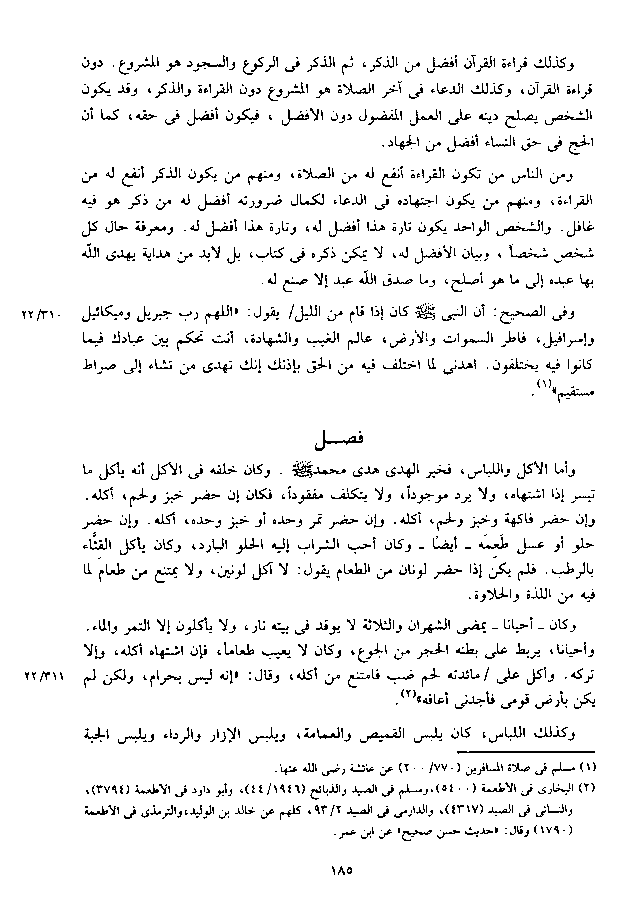 وكذلك قراءة القرآن أفضل من الذكر، ثم الذكر فى الركوع والسجود هو المشروع. دون
قراءة القرآن، وكذلك الدعاء فى آخر الصلاة هو المشروع دون القراءة والذكر، وقد يكون
الشخص يصلح دينه على العمل المفضول دون الأفضل ، فيكون أفضل فى حقه، كما أن
الحج فى حق النساء أفضل من الجهاد.
ومن الناس من تكون القراءة أنفع له من الصلاة، ومنهم من يكون الذكر أنفع له من
القراءة، ومنهم من يكون اجتهاده فى الدعاء لكمال ضرورته أفضل له من ذكر هو فيه
غافل. والشخص الواحد يكون تارة هذا أفضل له، وتارة هذا أفضل له. ومعرفة حال كل
شخص شخصاً ، وبيان الأفضل له، لا يمكن ذكره فى كتاب، بل لابد من هداية يهدى الله
بها عبده إلى ما هو أصلح، وما صدق الله عبد إلا صنع له.
وفى الصحيح: أن النبى ﷺ كان إذا قام من الليل/ يقول: «اللهم رب جبريل وميكائيل
٢٢/٣١٠
وإسرافيل، فاطر السموات والأرض، عالم الغيب والشهادة، أنت تحكم بين عبادك فيما
كانوا فيه يختلفون. اهدنى لما اختلف فيه من الحق بإذنك إنك تهدى من تشاء إلى صراط
مستقيم»(١).
فصـــل
وأما الأكل واللباس، فخير الهدى هدى محمدﷺ . وكان خلقه فى الأكل أنه يأكل ما
تيسر إذا اشتهاه، ولا يرد موجوداً، ولا يتكلف مفقوداً، فكان إن حضر خبز ولحم، أكله.
وإن حضر فاكهة وخبز ولحم، أكله. وإن حضر تمر وحده أو خبز وحده، أكله. وإن حضر
حلو أو عسل طَعِمَه ـ أيضًا ـ وكان أحب الشراب إليه الحلو البارد، وكان يأكل القِثَّاء
بالرطب. فلم يكن إذا حضر لونان من الطعام يقول: لا آكل لونين، ولا يمتنع من طعام لما
فيه من اللذة والحلاوة.
وكان ـ أحيانا ـ يمضى الشهران والثلاثة لا يوقد فى بيته نار، ولا يأكلون إلا التمر والماء.
وأحيانا، يربط على بطنه الحجر من الجوع، وكان لا يعيب طعاماً، فإن اشتهاه أكله، وإلا
تركه. وأكل على /مائدته لحم ضب فامتنع من أكله، وقال: «إنه ليس بحرام، ولكن لم
٢٢/٣١١
يكن بأرض قومى فأجدنى أعافه»(٢).
وكذلك اللباس، كان يلبس القميص والعمامة، ويلبس الإزار والرداء ويلبس الجبة
(١) مسلم فى صلاة المسافرين (٢٠٠/٧٧٠) عن عائشة رضى الله عنها.
(٢) البخارى فى الأطعمة (٥٤٠٠)،ومسلم فى الصيد والذبائح (٤٤/١٩٤٦)، وأبو داود فى الأطعمة (٣٧٩٤)،
والنسائى فى الصيد (٤٣١٧)، والدارمى فى الصيد ٩٣/٢، كلهم عن خالد بن الوليد،والترمذى فى الأطعمة
(١٧٩٠) وقال: «حديث حسن صحيح» عن ابن عمر.
١٨٥